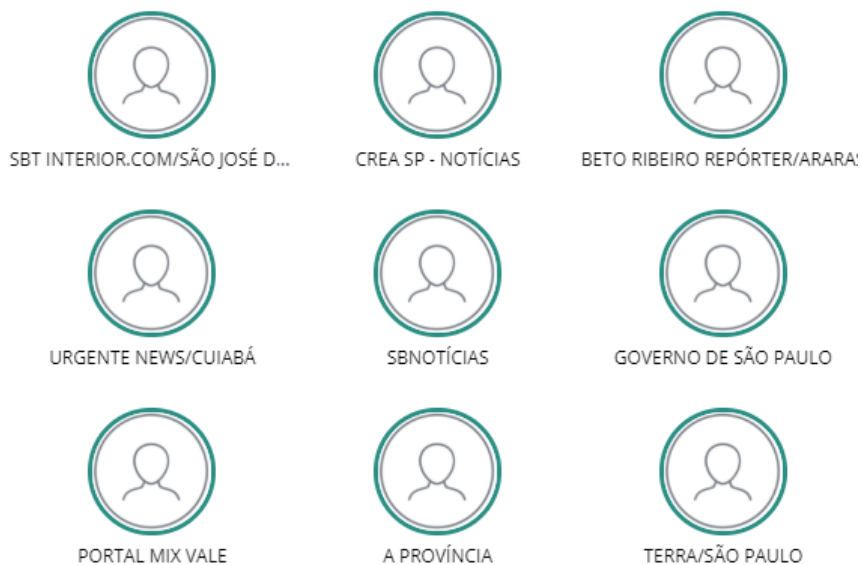 SBT INTERIOR.COM/SÃO JOSÉ D...
CREA SP - NOTÍCIAS
BETO RIBEIRO REPÓRTER/ARARAS
URGENTE NEWS/CUIABÁ
SBNOTÍCIAS
GOVERNO DE SÃO PAULO
PORTAL MIX VALE
A PROVÍNCIA
TERRA/SÃO PAULO